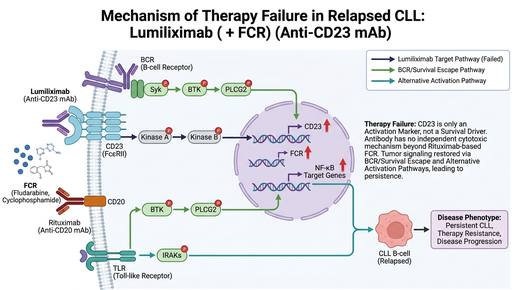 Mechanism of Therapy Failure in Relapsed CLL:
Lumiliximab ( + FCR) (Anti-CD23 mAb)
BCR
(B-cell Receptor)
Syk
P
BTK
P
PLCG2
P
Lumiliximab Target Pathway (Failed)
BCR/Survival Escape Pathway
Alternative Activation Pathway
Lumiliximab
(Anti-CD23 mAb)
CD23
(FcεRII)
Kinase A
P
Kinase B
P
CD23
FCR
NF-κB
Target Genes
Therapy Failure: CD23 is only an
Activation Marker, not a Survival Driver.
Antibody has no independent cytotoxic
mechanism beyond Rituximab-based
FCR. Tumor signaling restored via
BCR/Survival Escape and Alternative
Activation Pathways, leading to
persistence.
FCR
(Fludarabine,
Cyclophosphamide)
CD20
Rituximab
(Anti-CD20 mAb)
BTK
P
PLCG2
P
TLR
(Toll-like Receptor)
IRAKs
P
CLL B-cell
(Relapsed)
Disease Phenotype:
Persistent CLL,
Therapy Resistance,
Disease Progression